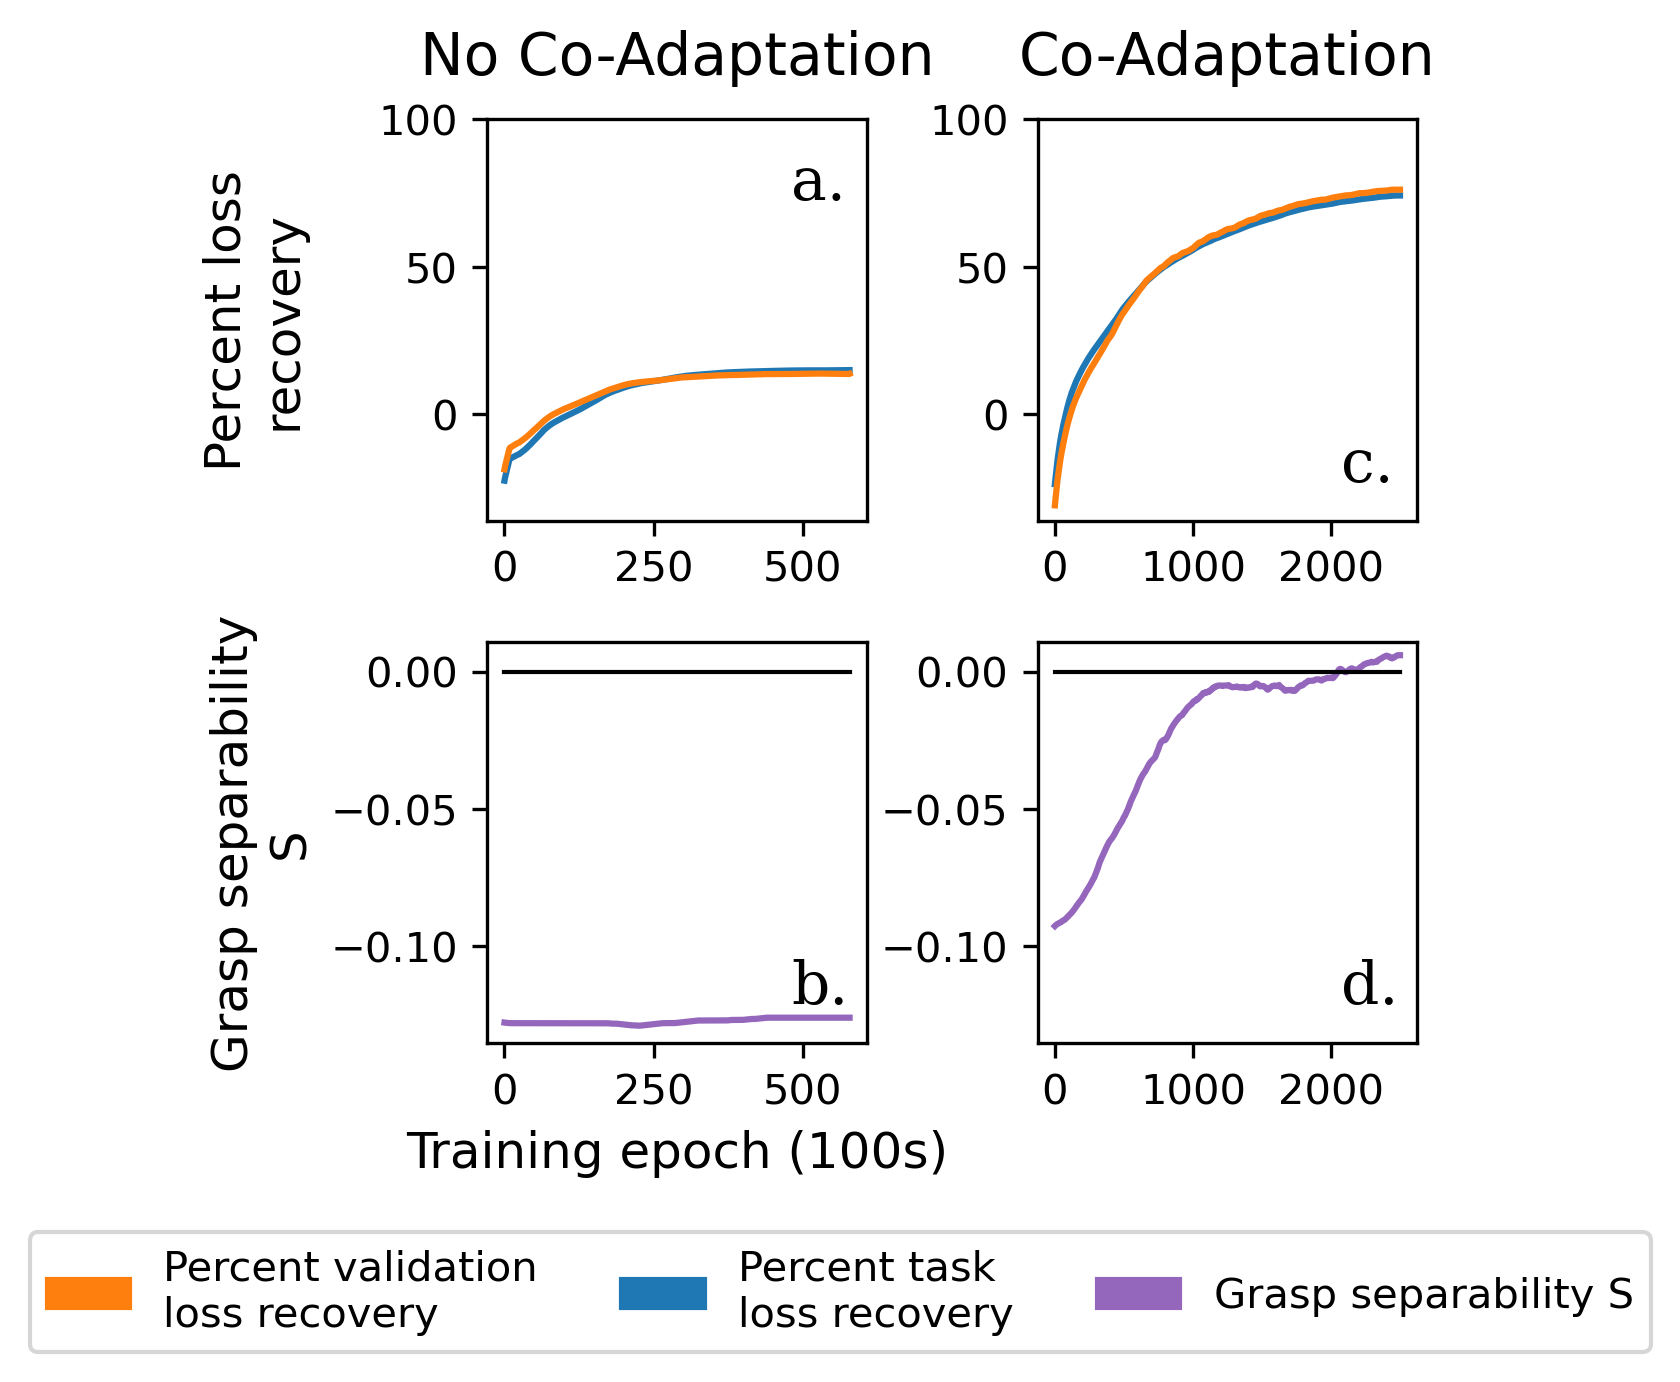 No Co-Adaptation
Co-Adaptation
Percent loss
recovery
100
50
0
a.
0 250 500
100
50
0
c.
0 1000 2000
Grasp separability
S
0.00
−0.05
−0.10
b.
0 250 500
0.00
−0.05
−0.10
d.
0 1000 2000
Training epoch (100s)
Percent validation
loss recovery
Percent task
loss recovery
Grasp separability S